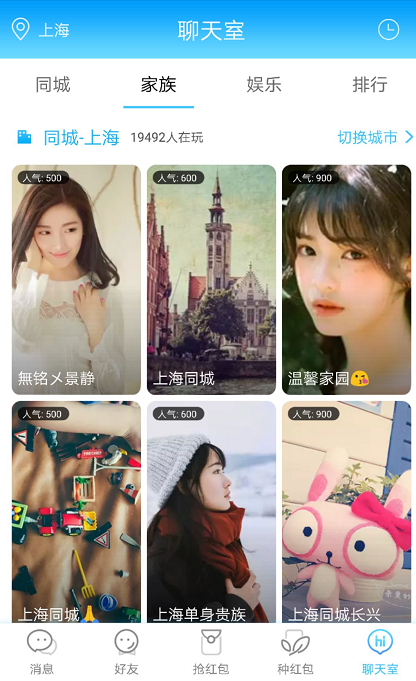 上海
聊天室
同城 家族 娱乐 排行
同城-上海 19492人在玩 切换城市
人气: 500 人气: 600 人气: 900
無铭メ景静 上海同城 温馨家园😘
人气: 500 人气: 600 人气: 900
上海同城🙏 上海单身贵族 上海同城长兴
hi
消息 好友 抢红包 种红包 聊天室